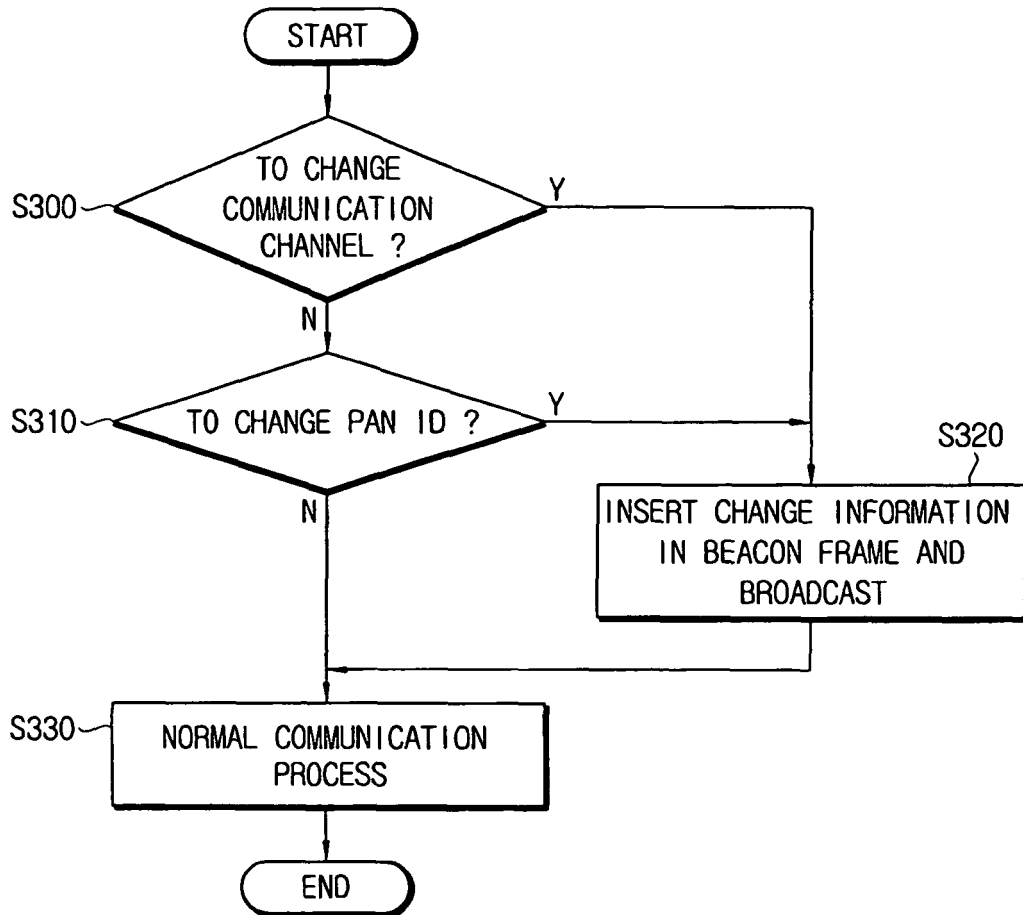 START
TO CHANGE
COMMUNICATION
CHANNEL ?
S300
Y
N
TO CHANGE PAN ID ?
S310
Y
N
S320
INSERT CHANGE INFORMATION
IN BEACON FRAME AND
BROADCAST
S330
NORMAL COMMUNICATION
PROCESS
END